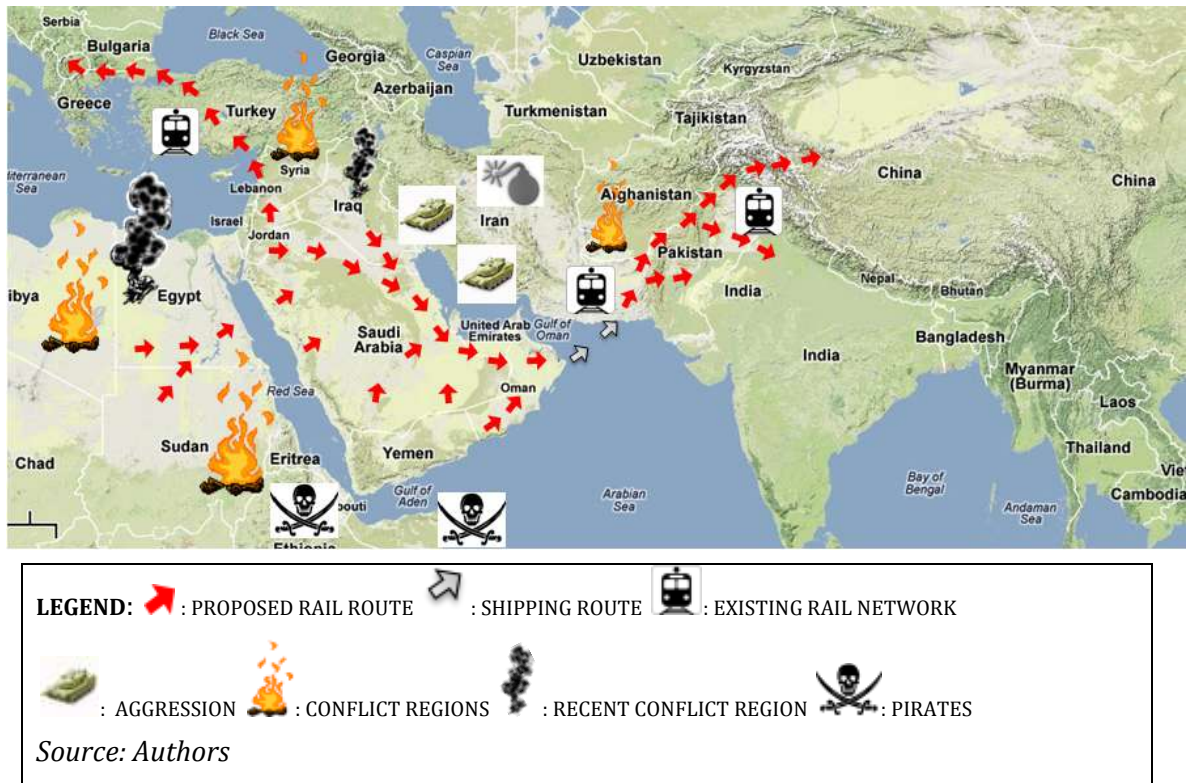 Serbia
Bulgaria
Black Sea
Georgia
Caspian
Sea
Uzbekistan
Kyrgyzstan
Azerbaijan
Greece
Turkey
Turkmenistan
Tajikistan
China
China
Syria
Lebanon
Sea
Iraq
Afghanistan
Iran
Israel
Jordan
Pakistan
Nepal
Bhutan
Egypt
India
Saudi
Arabia
United Arab
Emirates
Gulf of
Oman
Bangladesh
India
Myanmar
(Burma)
Oman
Red Sea
Laos
Sudan
Eritrea
Yemen
Thailand
Chad
Gulf of
Aden
Arabian
Sea
Bay of
Bengal
Andaman
Sea
Cambodia
LEGEND: : PROPOSED RAIL ROUTE : SHIPPING ROUTE : EXISTING RAIL NETWORK
: AGGRESSION : CONFLICT REGIONS : RECENT CONFLICT REGION : PIRATES
Source: Authors